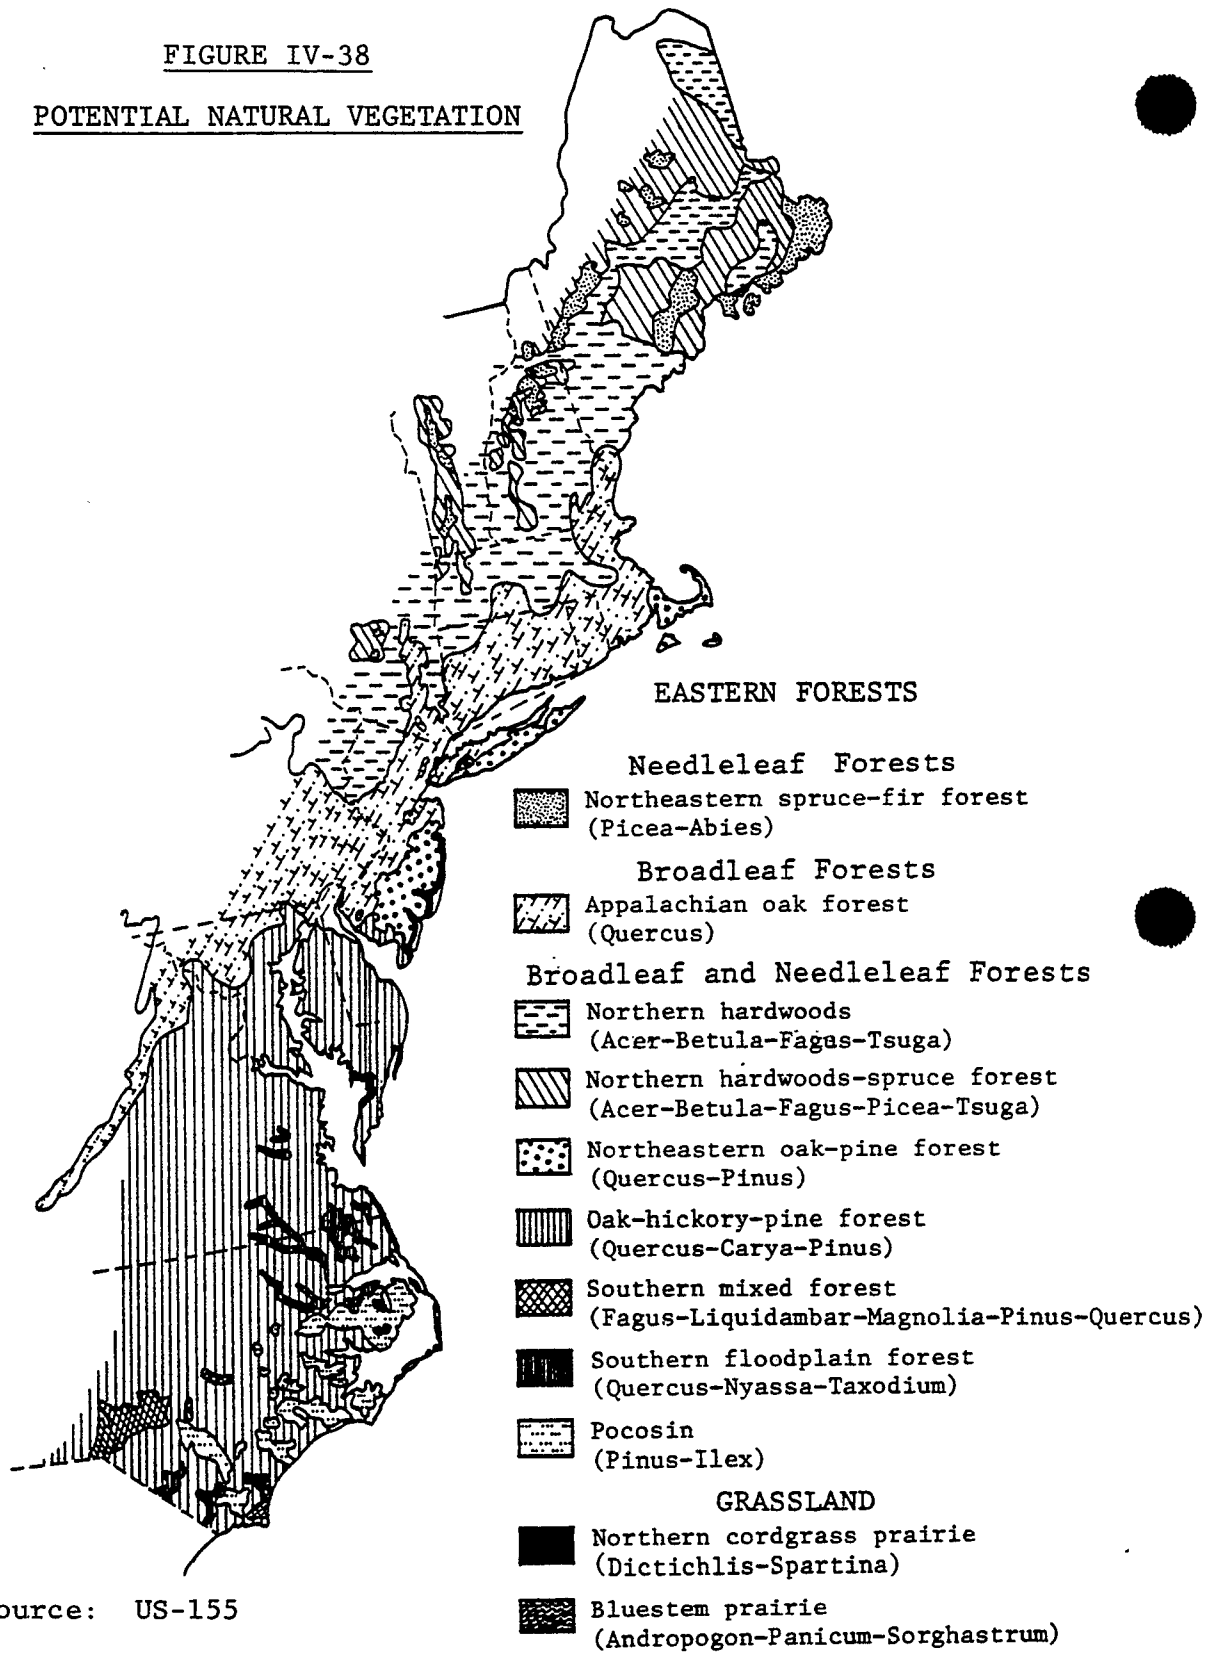 FIGURE IV-38
POTENTIAL NATURAL VEGETATION
EASTERN FORESTS
Needleleaf Forests
Northeastern spruce-fir forest
(Picea-Abies)
Broadleaf Forests
Appalachian oak forest
(Quercus)
Broadleaf and Needleleaf Forests
Northern hardwoods
(Acer-Betula-Fagus-Tsuga)
Northern hardwoods-spruce forest
(Acer-Betula-Fagus-Picea-Tsuga)
Northeastern oak-pine forest
(Quercus-Pinus)
Oak-hickory-pine forest
(Quercus-Carya-Pinus)
Southern mixed forest
(Fagus-Liquidambar-Magnolia-Pinus-Quercus)
Southern floodplain forest
(Quercus-Nyassa-Taxodium)
Pocosin
(Pinus-Ilex)
GRASSLAND
Northern cordgrass prairie
(Dictichlis-Spartina)
Bluestem prairie
(Andropogon-Panicum-Sorghastrum)
ource: US-155